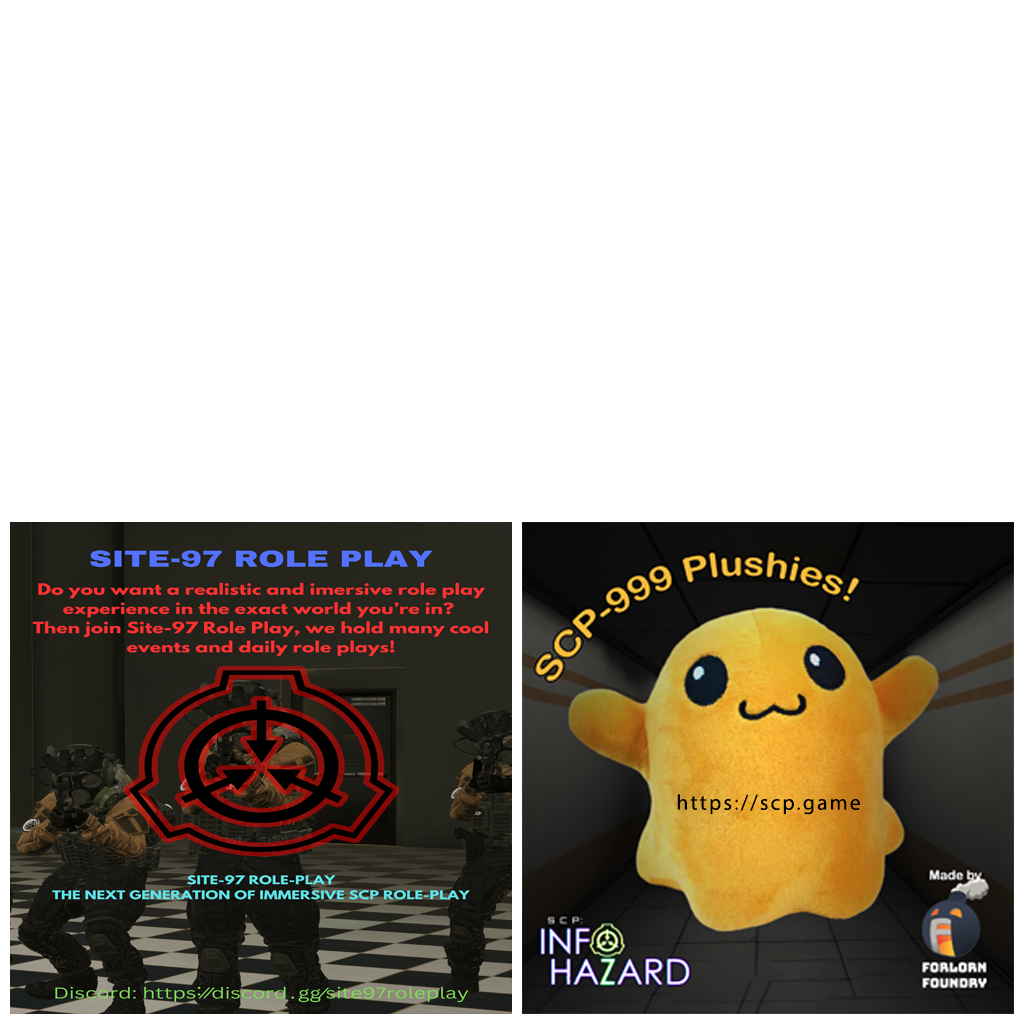 SITE-97 ROLE PLAY
Do you want a realistic and imersive role play
experience in the exact world you're in?
Then join Site-97 Role Play, we hold many cool
events and daily role plays!
SITE-97 ROLE-PLAY
THE NEXT GENERATION OF IMMERSIVE SCP ROLE-PLAY
Discord: https://discord.gg/site97roleplay
SCP-999 Plushies!
https://scp.game
Made by
SCP:
INFO
HAZARD
FORLORN
FOUNDRY